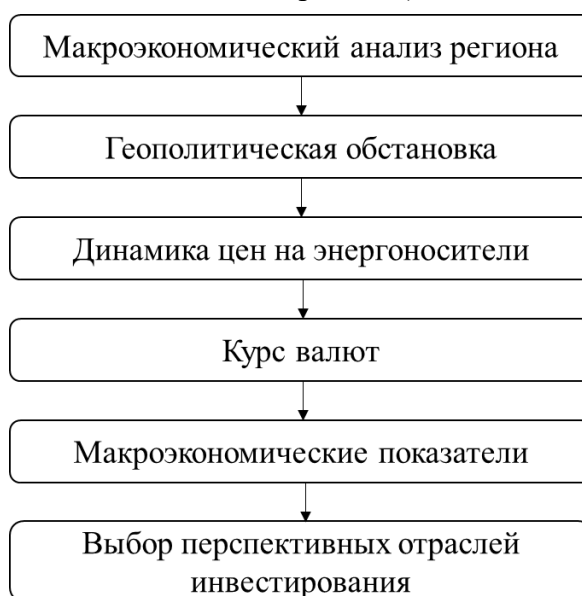 Макроэкономический анализ региона
Геополитическая обстановка
Динамика цен на энергоносители
Курс валют
Макроэкономические показатели
Выбор перспективных отраслей
инвестирования